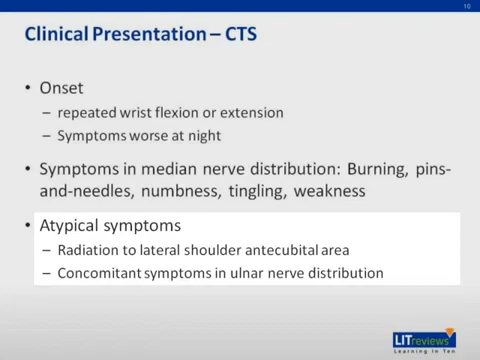 10
Clinical Presentation – CTS
• Onset
– repeated wrist flexion or extension
– Symptoms worse at night
• Symptoms in median nerve distribution: Burning, pins-
and-needles, numbness, tingling, weakness
• Atypical symptoms
– Radiation to lateral shoulder antecubital area
– Concomitant symptoms in ulnar nerve distribution
LITreviews
Learning In Ten